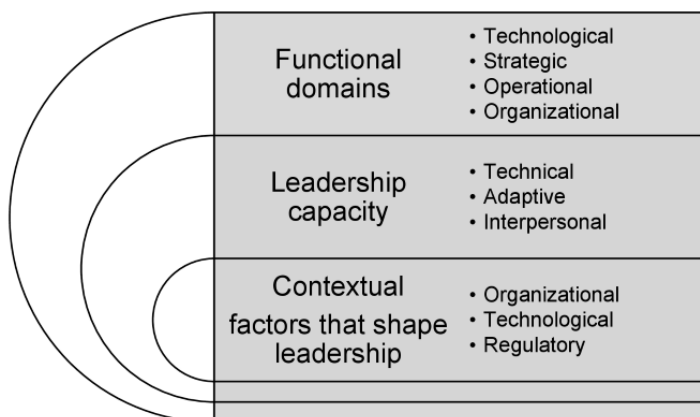 Functional
domains
• Technological
• Strategic
• Operational
• Organizational
Leadership
capacity
• Technical
• Adaptive
• Interpersonal
Contextual
factors that shape
leadership
• Organizational
• Technological
• Regulatory